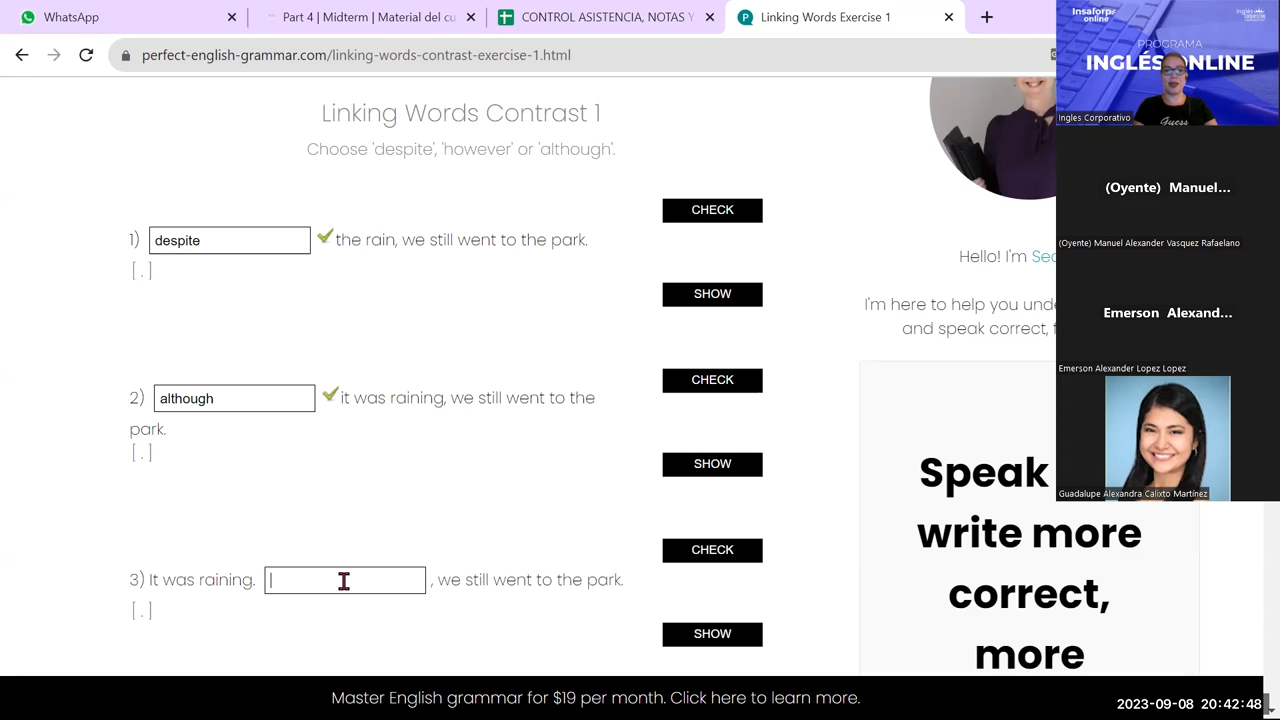 WhatsApp
Part 4 | Midterm | Material del cu
CONTROL ASISTENCIA NOTAS Y
Linking Words Exercise 1
perfect-english-grammar.com/linking-words-contrast-exercise-1.html
Insaforp online
Inglés Corporativo
PROGRAMA
INGLÉS ONLINE
Guess
Ingles Corporativo
(Oyente) Manuel...
(Oyente) Manuel Alexander Vasquez Rafaelano
Emerson Alexand...
Emerson Alexander Lopez Lopez
Guadalupe Alexandra Calixto Martínez
Linking Words Contrast 1
Choose 'despite', 'however' or 'although'.
CHECK
1) despite the rain, we still went to the park.
[ . ]
SHOW
CHECK
2) although it was raining, we still went to the
park.
[ . ]
SHOW
CHECK
3) It was raining. , we still went to the park.
[ . ]
SHOW
Hello! I'm
I'm here to help you
and speak correct,
Speak
write more
correct,
more
Master English grammar for $19 per month. Click here to learn more.
2023-09-08 20:42:48